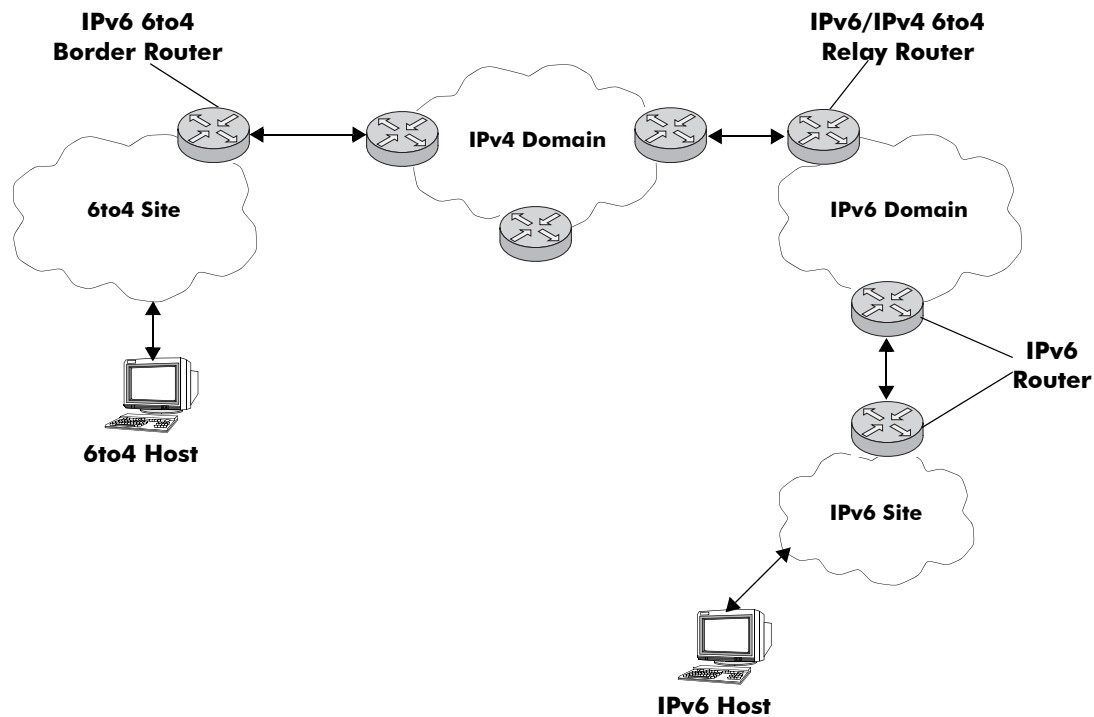 IPv6 6to4
Border Router
IPv6/IPv4 6to4
Relay Router
IPv4 Domain
6to4 Site
IPv6 Domain
IPv6
Router
6to4 Host
IPv6 Site
IPv6 Host